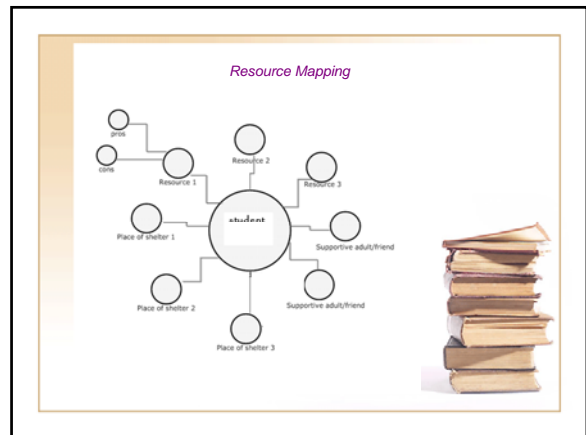 Resource Mapping
pros
cons
Resource 1
Resource 2
Resource 3
student
Place of shelter 1
Supportive adult/friend
Place of shelter 2
Supportive adult/friend
Place of shelter 3